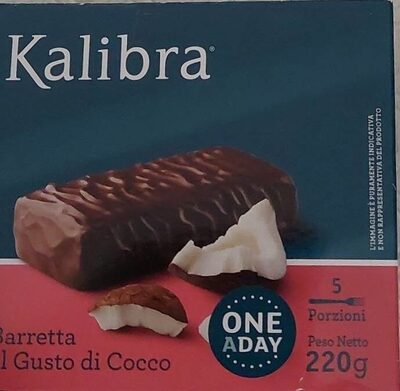 Kalibra®
L'IMMAGINE È PURAMENTE INDICATIVA
E NON RAPPRESENTATIVA DEL PRODOTTO
Barretta
al Gusto di Cocco
ONE
A DAY
5
Porzioni
Peso Netto
220g